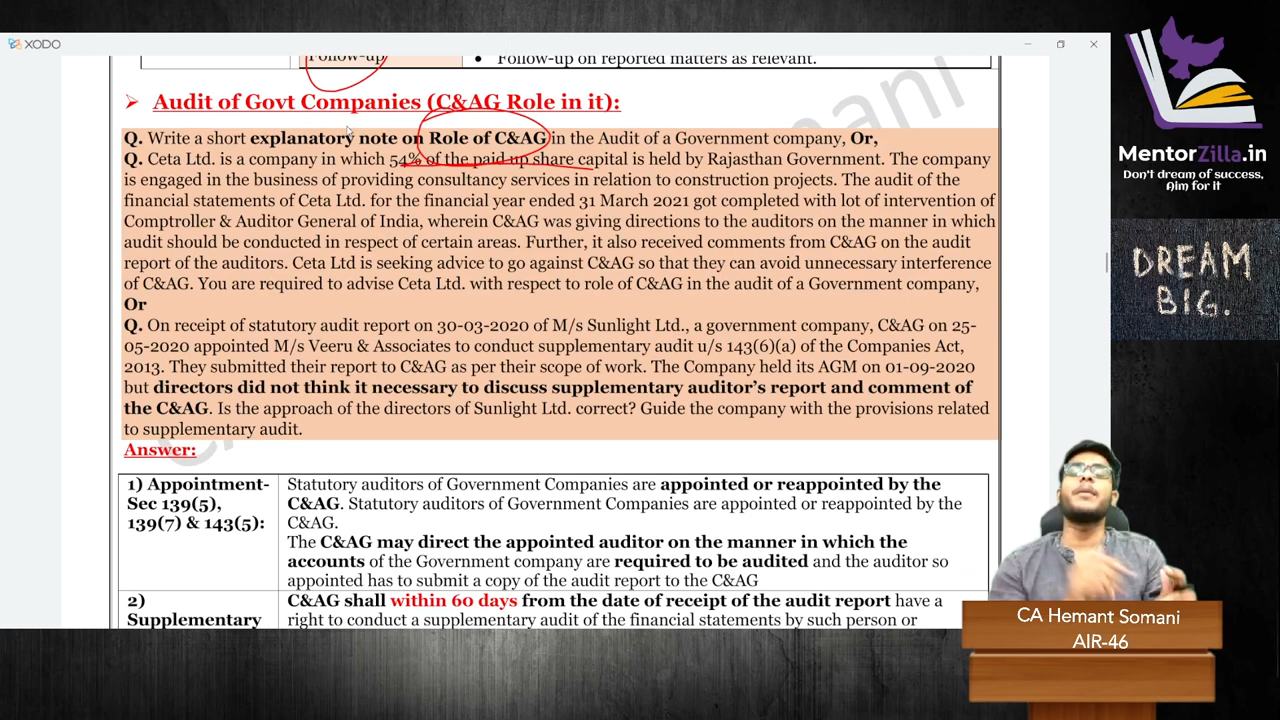 XODO
Follow-up
• Follow-up on reported matters as relevant.
➢ Audit of Govt Companies (C&AG Role in it):
Q. Write a short explanatory note on Role of C&AG in the Audit of a Government company, Or,
Q. Ceta Ltd. is a company in which 54% of the paid up share capital is held by Rajasthan Government. The company
is engaged in the business of providing consultancy services in relation to construction projects. The audit of the
financial statements of Ceta Ltd. for the financial year ended 31 March 2021 got completed with lot of intervention of
Comptroller & Auditor General of India, wherein C&AG was giving directions to the auditors on the manner in which
audit should be conducted in respect of certain areas. Further, it also received comments from C&AG on the audit
report of the auditors. Ceta Ltd is seeking advice to go against C&AG so that they can avoid unnecessary interference
of C&AG. You are required to advise Ceta Ltd. with respect to role of C&AG in the audit of a Government company,
Or
Q. On receipt of statutory audit report on 30-03-2020 of M/s Sunlight Ltd., a government company, C&AG on 25-
05-2020 appointed M/s Veeru & Associates to conduct supplementary audit u/s 143(6)(a) of the Companies Act,
2013. They submitted their report to C&AG as per their scope of work. The Company held its AGM on 01-09-2020
but directors did not think it necessary to discuss supplementary auditor's report and comment of
the C&AG. Is the approach of the directors of Sunlight Ltd. correct? Guide the company with the provisions related
to supplementary audit.
Answer:
1) Appointment-
Sec 139(5),
139(7) & 143(5):
Statutory auditors of Government Companies are appointed or reappointed by the
C&AG. Statutory auditors of Government Companies are appointed or reappointed by the
C&AG.
The C&AG may direct the appointed auditor on the manner in which the
accounts of the Government company are required to be audited and the auditor so
appointed has to submit a copy of the audit report to the C&AG
2)
Supplementary
C&AG shall within 60 days from the date of receipt of the audit report have a
right to conduct a supplementary audit of the financial statements by such person or
MentorZilla.in
Don't dream of success,
Aim for it
DREAM
BIG.
CA Hemant Somani
AIR-46